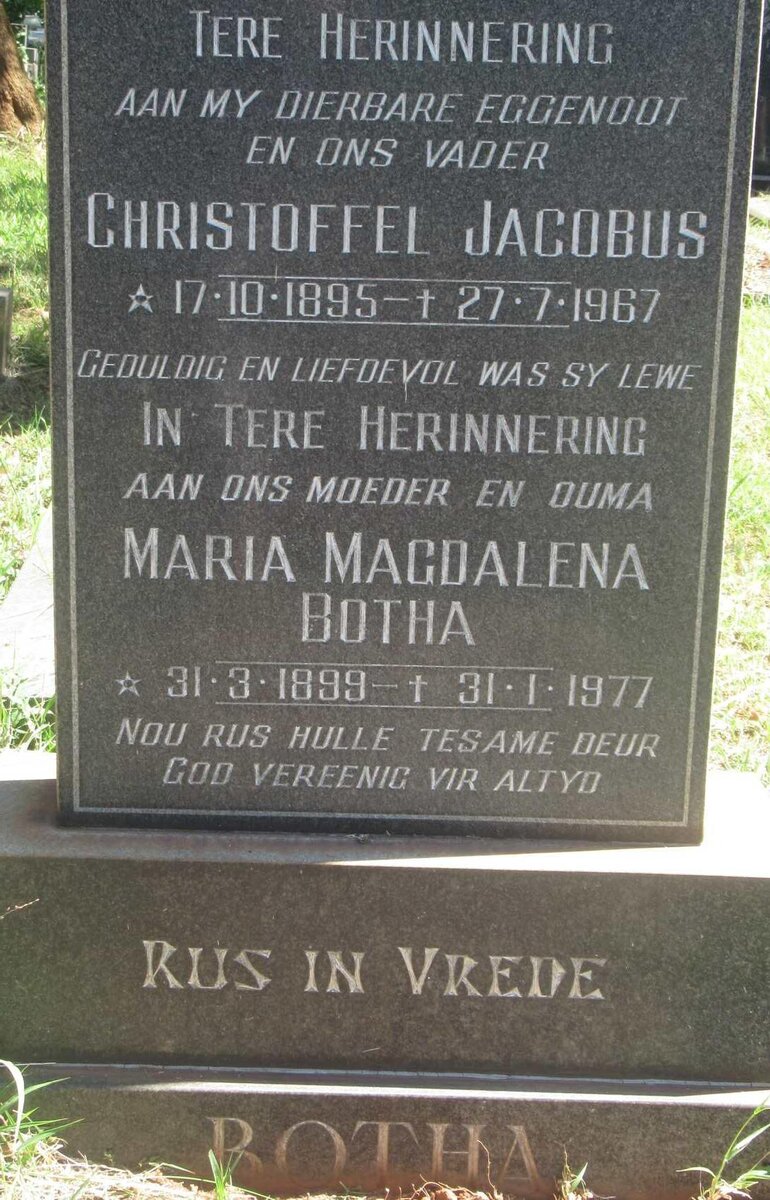 TERE HERINNERING
AAN MY DIERBARE EGGENOOT
EN ONS VADER
CHRISTOFFEL JACOBUS
☆ 17·10·1895–† 27·7·1967
GEDULDIG EN LIEFDEVOL WAS SY LEWE
IN TERE HERINNERING
AAN ONS MOEDER EN OUMA
MARIA MAGDALENA
BOTHA
☆ 31·3·1899–† 31·1·1977
NOU RUS HULLE TESAME DEUR
GOD VEREENIG VIR ALTYD
RUS IN VREDE
BOTHA